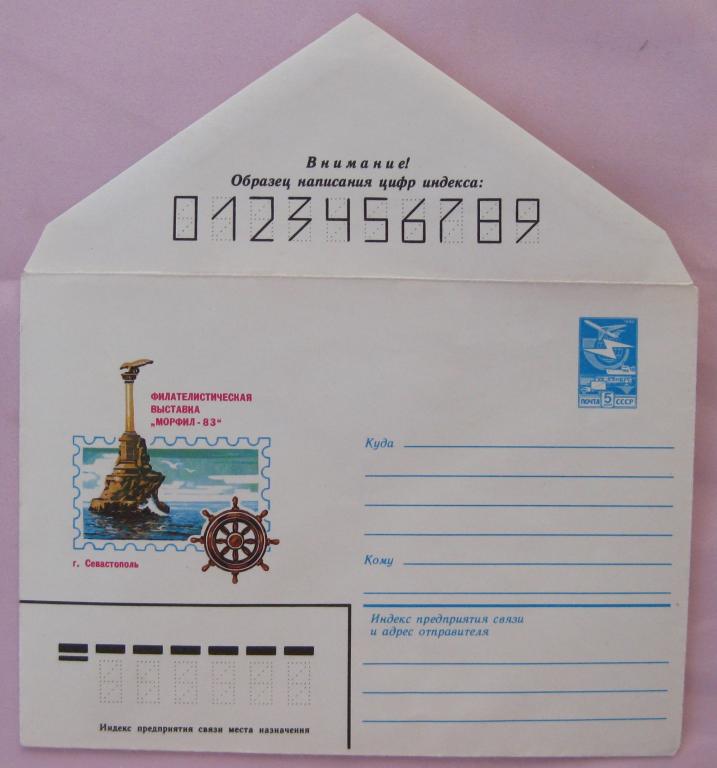 Внимание!
Образец написания цифр индекса:
0123456789
ФИЛАТЕЛИСТИЧЕСКАЯ
ВЫСТАВКА
„МОРФИЛ - 83“
ПОЧТА 5 СССР
Куда
г. Севастополь
Кому
Индекс предприятия связи
и адрес отправителя
Индекс предприятия связи места назначения